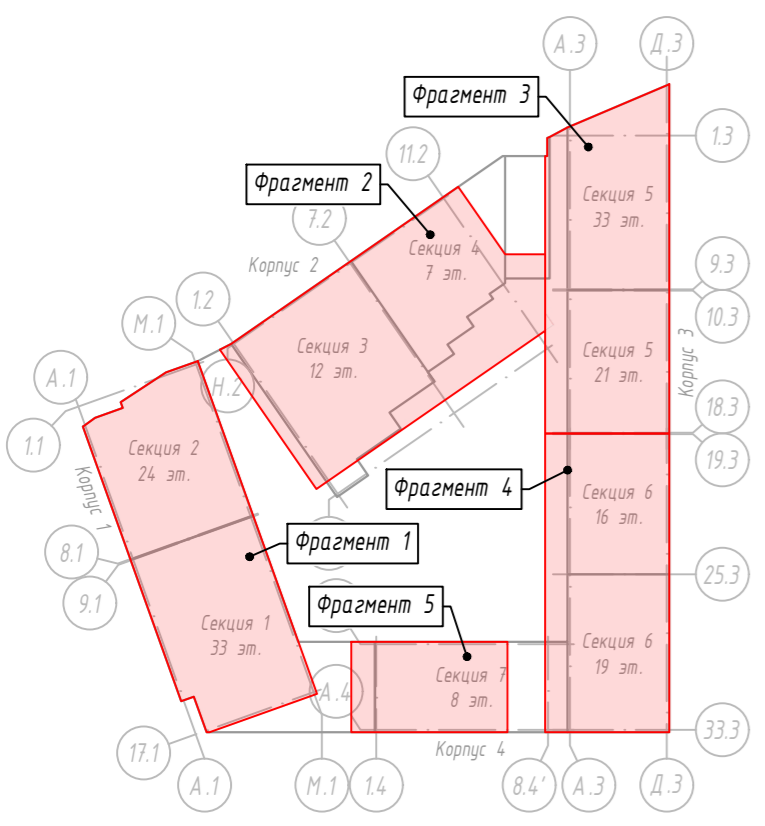 А.3
Д.3
Фрагмент 3
1.3
11.2
Фрагмент 2
7.2
Секция 5
33 эт.
Секция 4
7 эт.
Корпус 2
9.3
1.2
10.3
М.1
Секция 3
12 эт.
Секция 5
21 эт.
Корпус 3
А.1
Н.2
18.3
1.1
19.3
Секция 2
24 эт.
Корпус 1
Фрагмент 4
Секция 6
16 эт.
8.1
Фрагмент 1
25.3
9.1
Фрагмент 5
Секция 1
33 эт.
Секция 6
19 эт.
Секция 7
8 эт.
А.4
33.3
17.1
Корпус 4
А.1
М.1
1.4
8.4'
А.3
Д.3